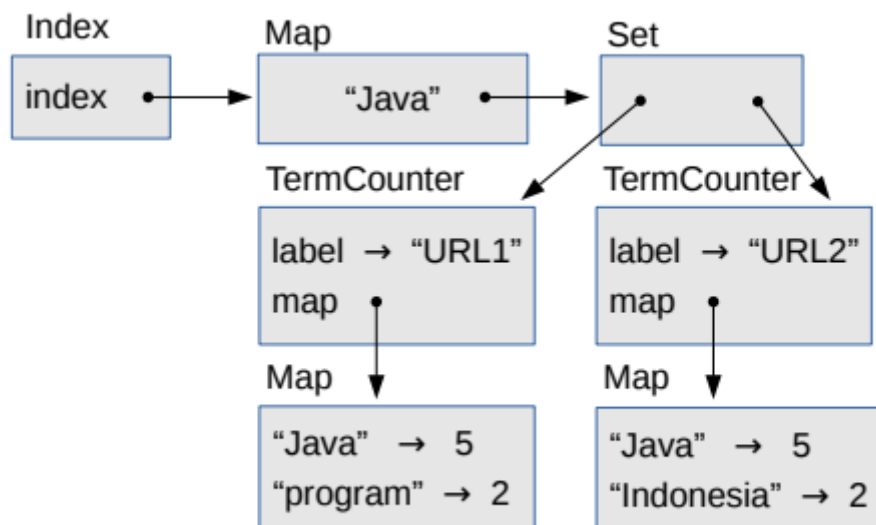 Index
Map
Set
index
“Java”
TermCounter
TermCounter
label → “URL1”
map
label → “URL2”
map
Map
Map
“Java” → 5
“program” → 2
“Java” → 5
“Indonesia” → 2